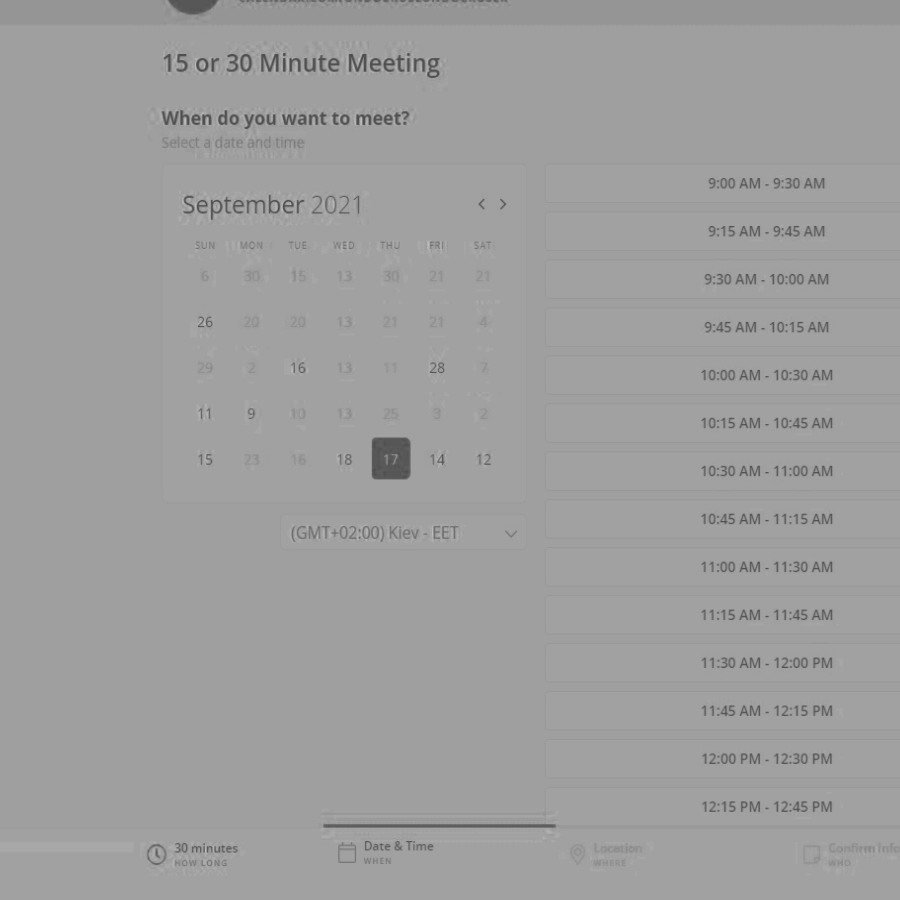 15 or 30 Minute Meeting
When do you want to meet?
Select a date and time
September 2021
SUN MON TUE WED THU FRI SAT
6 30 15 13 30 21 21
26 20 20 13 21 21 4
29 2 16 13 11 28 7
11 9 10 13 25 3 2
15 23 16 18 17 14 12
(GMT+02:00) Kiev - EET
9:00 AM - 9:30 AM
9:15 AM - 9:45 AM
9:30 AM - 10:00 AM
9:45 AM - 10:15 AM
10:00 AM - 10:30 AM
10:15 AM - 10:45 AM
10:30 AM - 11:00 AM
10:45 AM - 11:15 AM
11:00 AM - 11:30 AM
11:15 AM - 11:45 AM
11:30 AM - 12:00 PM
11:45 AM - 12:15 PM
12:00 PM - 12:30 PM
12:15 PM - 12:45 PM
30 minutes
HOW LONG
Date & Time
WHEN
Location
WHERE
Confirm Info
WHO